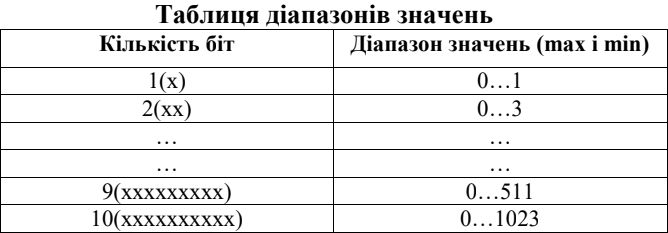 Таблиця діапазонів значень
Кількість біт Діапазон значень (max і min)
1(x) 0…1
2(xx) 0…3
… …
… …
9(xxxxxxxxx) 0…511
10(xxxxxxxxxx) 0…1023